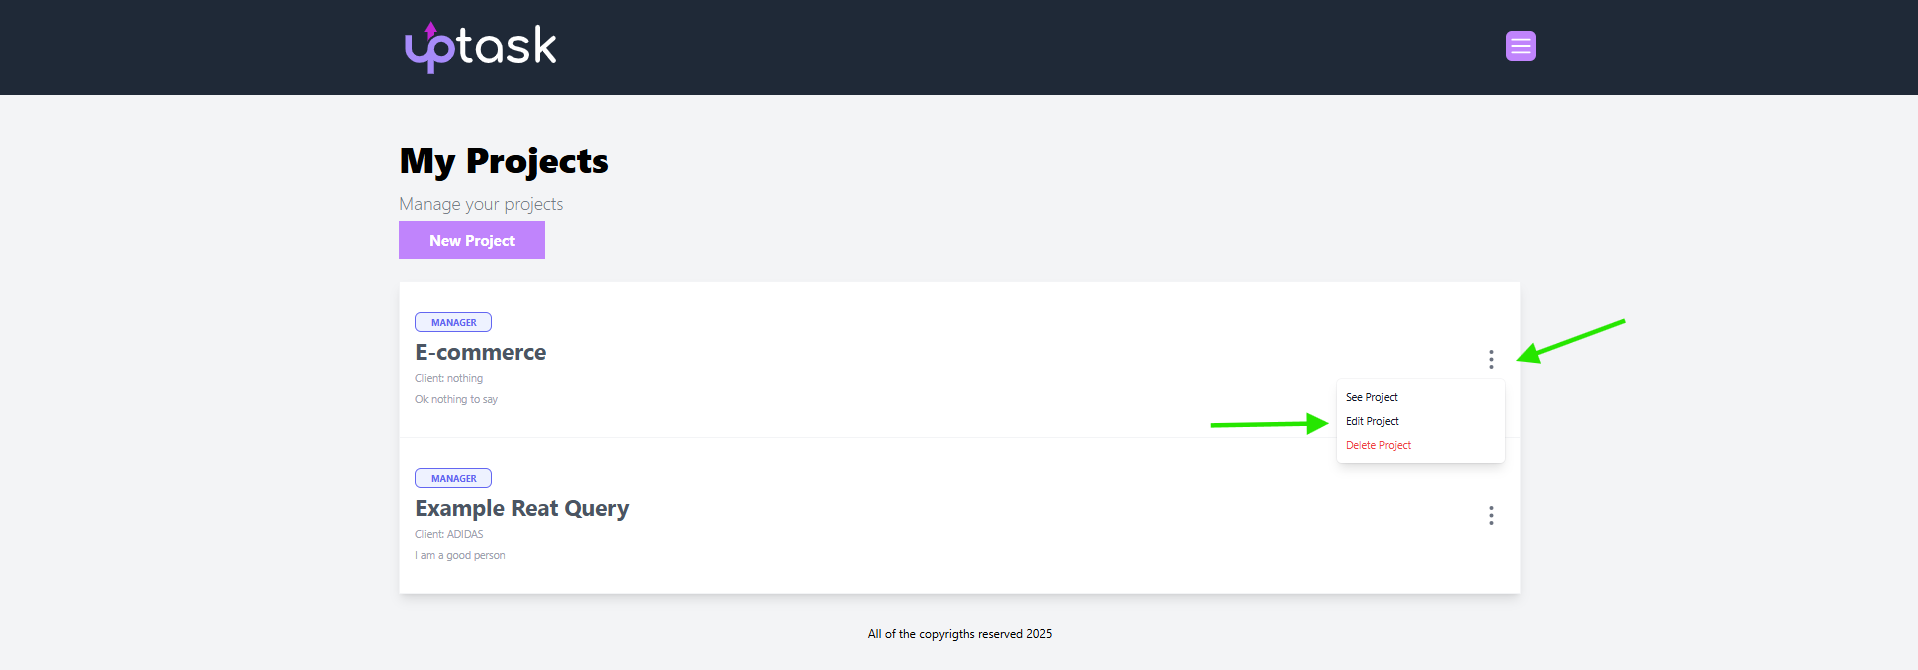 uptask
My Projects
Manage your projects
New Project
MANAGER
E-commerce
Client: nothing
Ok nothing to say
See Project
Edit Project
Delete Project
MANAGER
Example Reat Query
Client: ADIDAS
I am a good person
All of the copyrigths reserved 2025